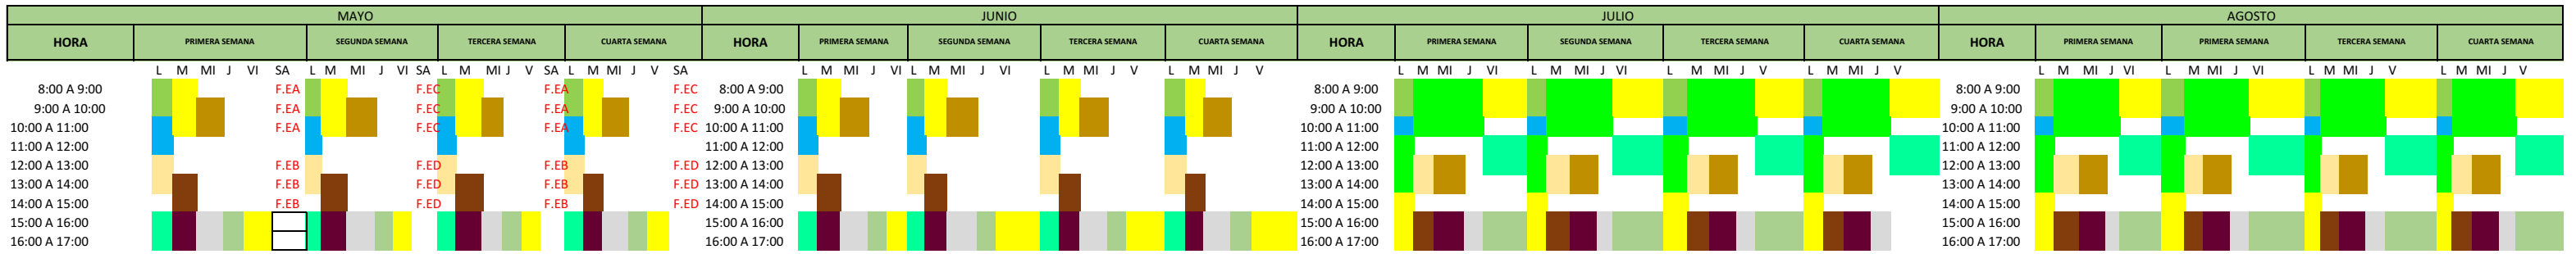 MAYO JUNIO JULIO AGOSTO
HORA PRIMERA SEMANA SEGUNDA SEMANA TERCERA SEMANA CUARTA SEMANA HORA PRIMERA SEMANA SEGUNDA SEMANA TERCERA SEMANA CUARTA SEMANA HORA PRIMERA SEMANA SEGUNDA SEMANA TERCERA SEMANA CUARTA SEMANA HORA PRIMERA SEMANA PRIMERA SEMANA TERCERA SEMANA CUARTA SEMANA
L M MI J VI SA L M MI J VI SA L M MI J V SA L M MI J V SA L M MI J VI L M MI J VI L M MI J V L M MI J V L M MI J VI L M MI J VI L M MI J V L M MI J V L M MI J VI L M MI J VI L M MI J V L M MI J V
8:00 A 9:00 F.EA F.EC F.EA F.EC 8:00 A 9:00 8:00 A 9:00 8:00 A 9:00
9:00 A 10:00 F.EA F.EC F.EA F.EC 9:00 A 10:00 9:00 A 10:00 9:00 A 10:00
10:00 A 11:00 F.EA F.EC F.EA F.EC 10:00 A 11:00 10:00 A 11:00 10:00 A 11:00
11:00 A 12:00 11:00 A 12:00 11:00 A 12:00 11:00 A 12:00
12:00 A 13:00 F.EB F.ED F.EB F.ED 12:00 A 13:00 12:00 A 13:00 12:00 A 13:00
13:00 A 14:00 F.EB F.ED F.EB F.ED 13:00 A 14:00 13:00 A 14:00 13:00 A 14:00
14:00 A 15:00 F.EB F.ED F.EB F.ED 14:00 A 15:00 14:00 A 15:00 14:00 A 15:00
15:00 A 16:00 15:00 A 16:00 15:00 A 16:00 15:00 A 16:00
16:00 A 17:00 16:00 A 17:00 16:00 A 17:00 16:00 A 17:00